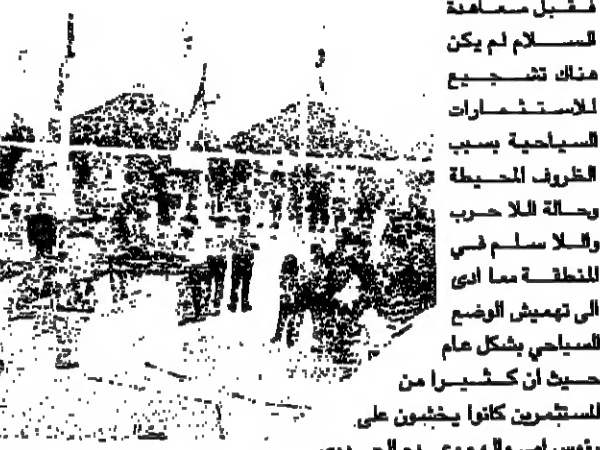 فقبل معاهدة
السلام لم يكن
هناك تشجيع
للاستثمارات
السياحية بسبب
الظروف المحيطة
وحالة اللا حرب
واللا سلم في
المنطقة مما ادى
الى تهميش الوضع
السياحي بشكل عام
حيث أن كثيرا من
المستثمرين كانوا يخشون على